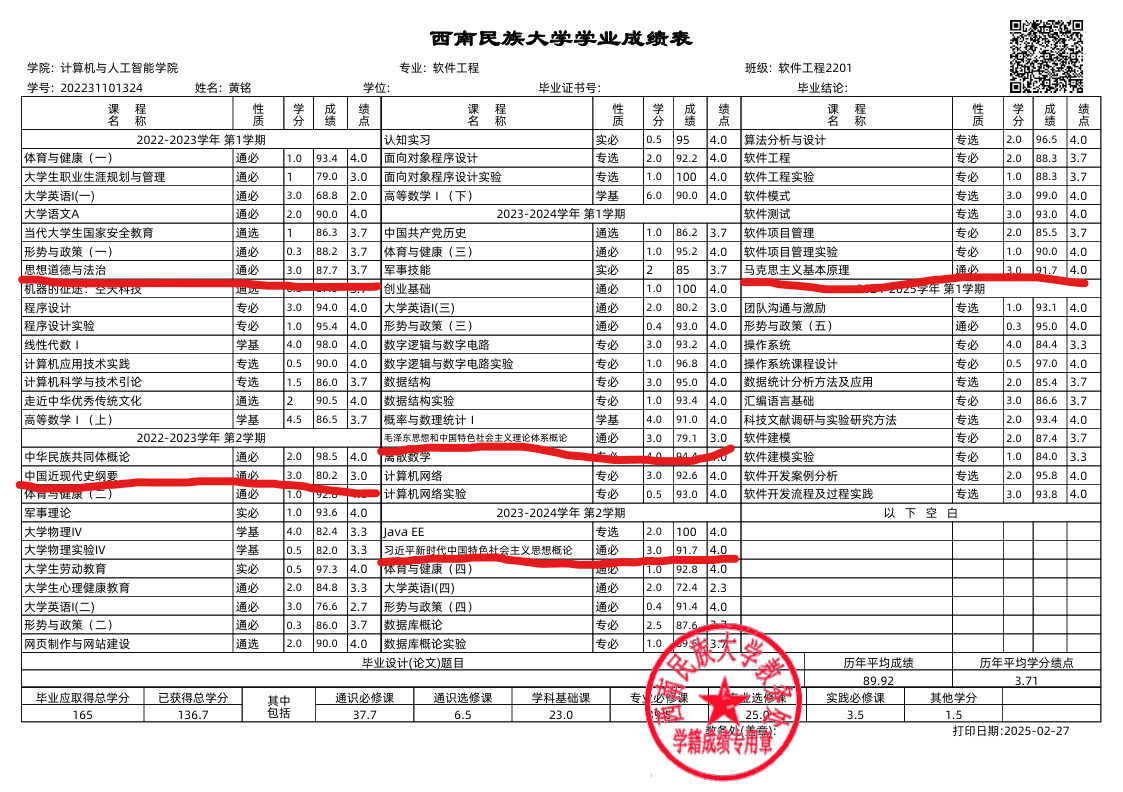 西南民族大学学业成绩表
学院: 计算机与人工智能学院 专业: 软件工程 班级: 软件工程2201
学号: 202231101324 姓名: 黄铭 学位: 毕业证书号: 毕业结论:
课程名称 性质 学分 成绩 绩点 课程名称 性质 学分 成绩 绩点 课程名称 性质 学分 成绩 绩点
2022-2023学年 第1学期
体育与健康（一） 通必 1.0 93.4 4.0
大学生职业生涯规划与管理 通必 1 79.0 3.0
大学英语I(一) 通必 3.0 68.8 2.0
大学语文A 通必 2.0 90.0 4.0
当代大学生国家安全教育 通选 1 86.3 3.7
形势与政策（一） 通必 0.3 88.2 3.7
思想道德与法治 通必 3.0 87.7 3.7
机器的征途：空天科技 通选
程序设计 专必 3.0 94.0 4.0
程序设计实验 专必 1.0 95.4 4.0
线性代数Ⅰ 学基 4.0 98.0 4.0
计算机应用技术实践 专选 0.5 90.0 4.0
计算机科学与技术引论 专选 1.5 86.0 3.7
走近中华优秀传统文化 通选 2 90.5 4.0
高等数学Ⅰ（上） 学基 4.5 86.5 3.7
2022-2023学年 第2学期
中华民族共同体概论 通必 2.0 98.5 4.0
中国近现代史纲要 通必 3.0 80.2 3.0
体育与健康（二） 通必 1.0 92.8
军事理论 实必 1.0 93.6 4.0
大学物理IV 学基 4.0 82.4 3.3
大学物理实验IV 学基 0.5 82.0 3.3
大学生劳动教育 实必 0.5 97.3 4.0
大学生心理健康教育 通必 2.0 84.8 3.3
大学英语I(二) 通必 3.0 76.6 2.7
形势与政策（二） 通必 0.3 86.0 3.7
网页制作与网站建设 通选 2.0 90.0 4.0
认知实习 实必 0.5 95 4.0
面向对象程序设计 专选 2.0 92.2 4.0
面向对象程序设计实验 专选 1.0 100 4.0
高等数学Ⅰ（下） 学基 6.0 90.0 4.0
2023-2024学年 第1学期
中国共产党历史 通选 1.0 86.2 3.7
体育与健康（三） 通必 1.0 95.2 4.0
军事技能 实必 2 85 3.7
创业基础 通必 1.0 100 4.0
大学英语I(三) 通必 2.0 80.2 3.0
形势与政策（三） 通必 0.4 93.0 4.0
数字逻辑与数字电路 专必 3.0 93.2 4.0
数字逻辑与数字电路实验 专必 1.0 96.8 4.0
数据结构 专必 3.0 95.0 4.0
数据结构实验 专必 1.0 93.4 4.0
概率与数理统计Ⅰ 学基 4.0 91.0 4.0
毛泽东思想和中国特色社会主义理论体系概论 通必 3.0 79.1 3.0
离散数学 专必 4.0 94.4 4.0
计算机网络 专必 3.0 92.6 4.0
计算机网络实验 专必 0.5 93.0 4.0
2023-2024学年 第2学期
Java EE 专选 2.0 100 4.0
习近平新时代中国特色社会主义思想概论 通必 3.0 91.7 4.0
体育与健康（四） 通必 1.0 92.8 4.0
大学英语I(四) 通必 2.0 72.4 2.3
形势与政策（四） 通必 0.4 91.4 4.0
数据库概论 专必 2.5 87.6 3.7
数据库概论实验 专必 1.0 3.7
算法分析与设计 专选 2.0 96.5 4.0
软件工程 专必 2.0 88.3 3.7
软件工程实验 专必 1.0 88.3 3.7
软件模式 专选 3.0 99.0 4.0
软件测试 专选 3.0 93.0 4.0
软件项目管理 专必 2.0 85.5 3.7
软件项目管理实验 专必 1.0 90.0 4.0
马克思主义基本原理 通必 3.0 91.7 4.0
2024-2025学年 第1学期
团队沟通与激励 专选 1.0 93.1 4.0
形势与政策（五） 通必 0.3 95.0 4.0
操作系统 专必 4.0 84.4 3.3
操作系统课程设计 专必 0.5 97.0 4.0
数据统计分析方法及应用 专选 2.0 85.4 3.7
汇编语言基础 专必 3.0 86.6 3.7
科技文献调研与实验研究方法 专选 2.0 93.4 4.0
软件建模 专必 2.0 87.4 3.7
软件建模实验 专必 1.0 84.0 3.3
软件开发案例分析 专选 2.0 95.8 4.0
软件开发流程及过程实践 专选 3.0 93.8 4.0
以 下 空 白
毕业设计(论文)题目 历年平均成绩 历年平均学分绩点
89.92 3.71
毕业应取得总学分 已获得总学分 其中包括 通识必修课 通识选修课 学科基础课 专业必修课 专业选修课 实践必修课 其他学分
165 136.7 37.7 6.5 23.0 25.0 3.5 1.5
教务处(盖章): 打印日期:2025-02-27
西南民族大学教务处
学籍成绩专用章